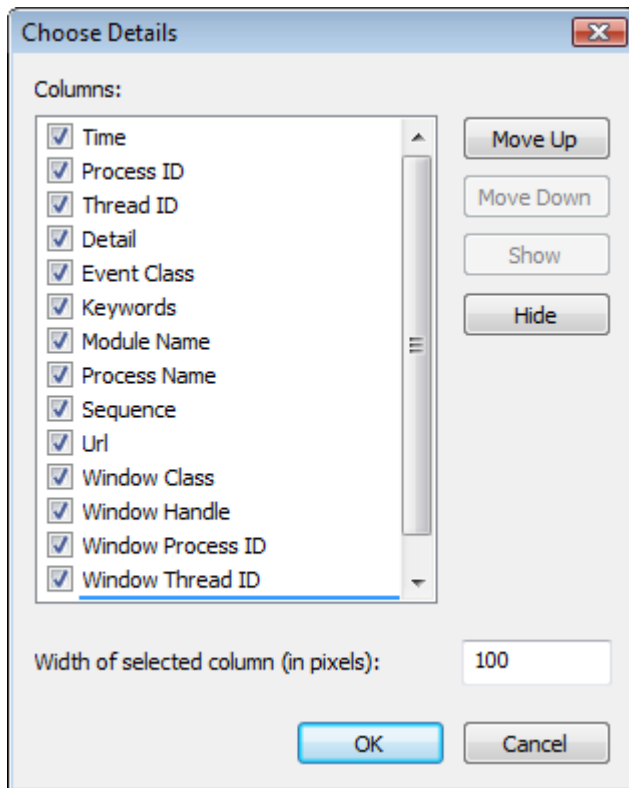 Choose Details
Columns:
Time
Process ID
Thread ID
Detail
Event Class
Keywords
Module Name
Process Name
Sequence
Url
Window Class
Window Handle
Window Process ID
Window Thread ID
Move Up
Move Down
Show
Hide
Width of selected column (in pixels):
100
OK
Cancel